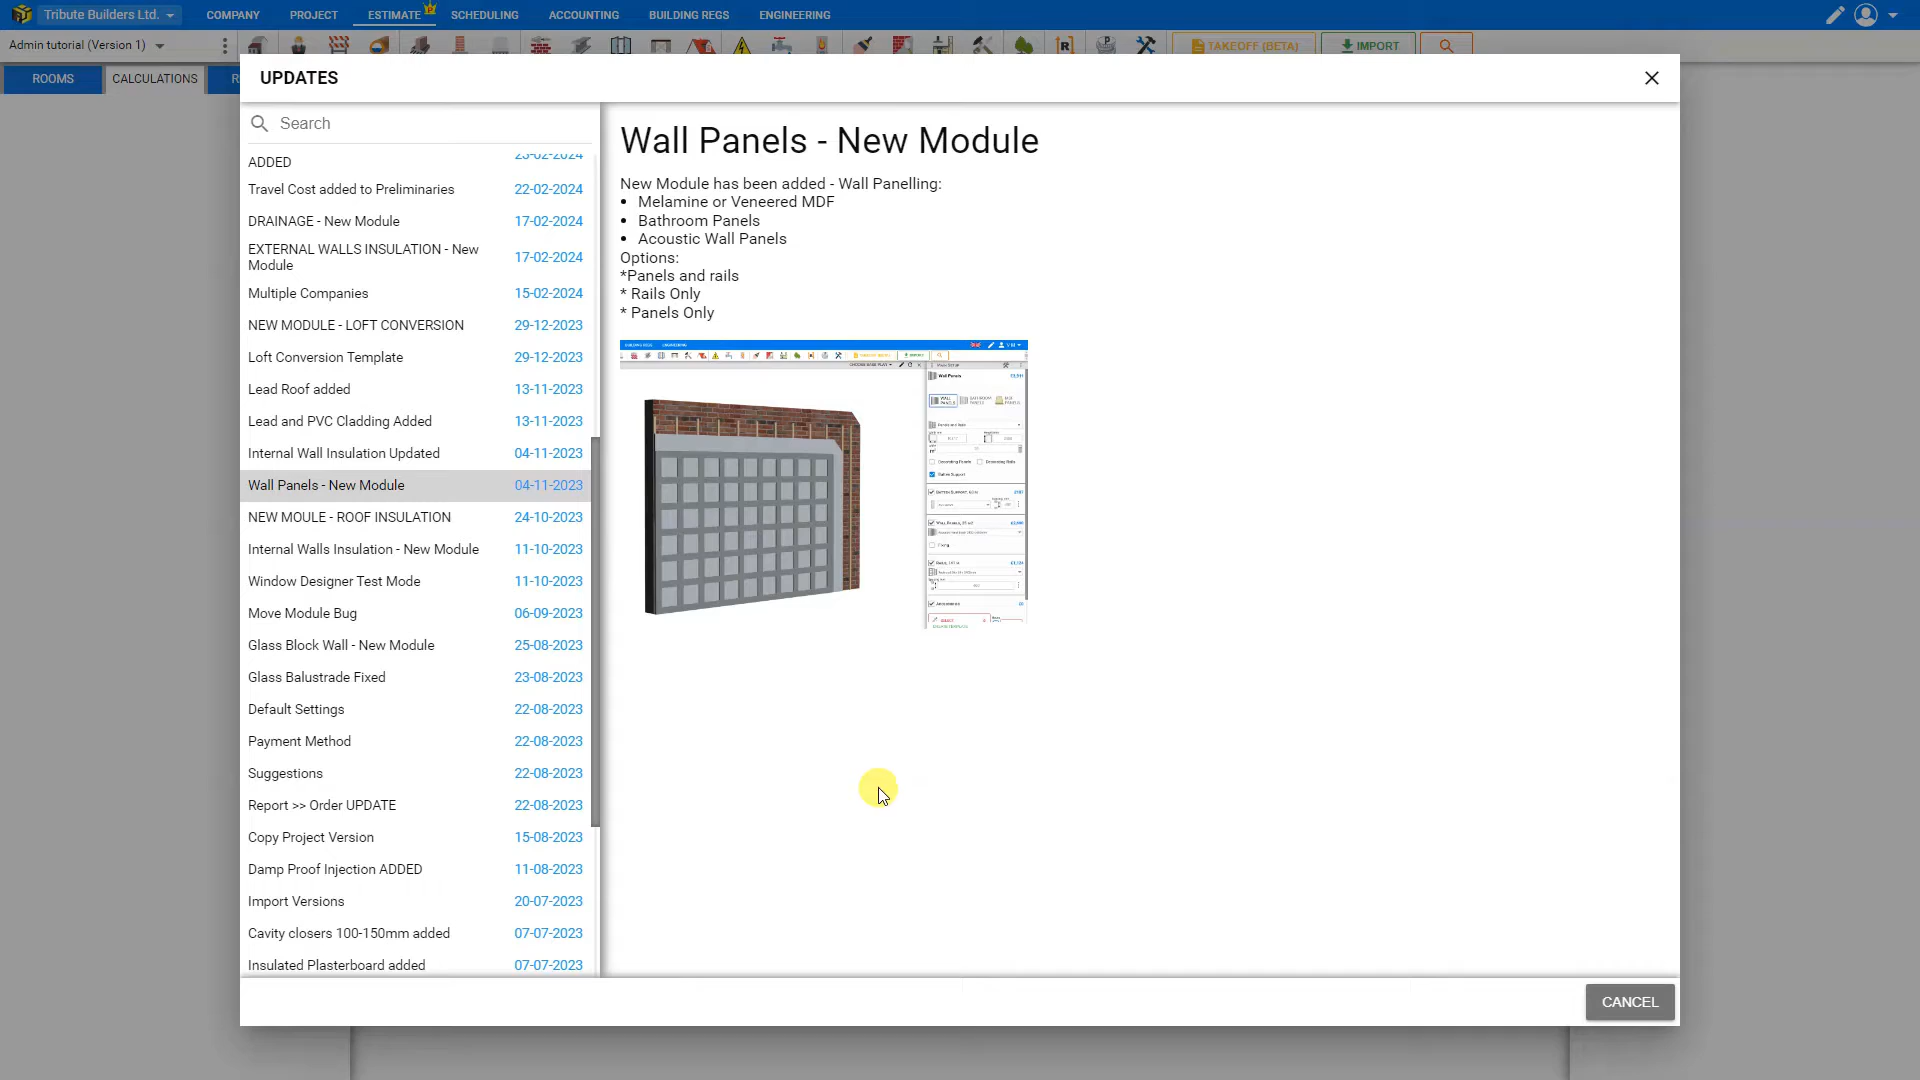 Tribute Builders Ltd.
COMPANY
PROJECT
ESTIMATE
SCHEDULING
ACCOUNTING
BUILDING REGS
ENGINEERING
Admin tutorial (Version 1)
TAKEOFF (BETA)
IMPORT
ROOMS
CALCULATIONS
UPDATES
Search
ADDED 23-02-2024
Travel Cost added to Preliminaries 22-02-2024
DRAINAGE - New Module 17-02-2024
EXTERNAL WALLS INSULATION - New
Module 17-02-2024
Multiple Companies 15-02-2024
NEW MODULE - LOFT CONVERSION 29-12-2023
Loft Conversion Template 29-12-2023
Lead Roof added 13-11-2023
Lead and PVC Cladding Added 13-11-2023
Internal Wall Insulation Updated 04-11-2023
Wall Panels - New Module 04-11-2023
NEW MOULE - ROOF INSULATION 24-10-2023
Internal Walls Insulation - New Module 11-10-2023
Window Designer Test Mode 11-10-2023
Move Module Bug 06-09-2023
Glass Block Wall - New Module 25-08-2023
Glass Balustrade Fixed 23-08-2023
Default Settings 22-08-2023
Payment Method 22-08-2023
Suggestions 22-08-2023
Report >> Order UPDATE 22-08-2023
Copy Project Version 15-08-2023
Damp Proof Injection ADDED 11-08-2023
Import Versions 20-07-2023
Cavity closers 100-150mm added 07-07-2023
Insulated Plasterboard added 07-07-2023
Wall Panels - New Module
New Module has been added - Wall Panelling:
• Melamine or Veneered MDF
• Bathroom Panels
• Acoustic Wall Panels
Options:
*Panels and rails
* Rails Only
* Panels Only
BUILDING REGS
ENGINEERING
Wall Panels
CANCEL